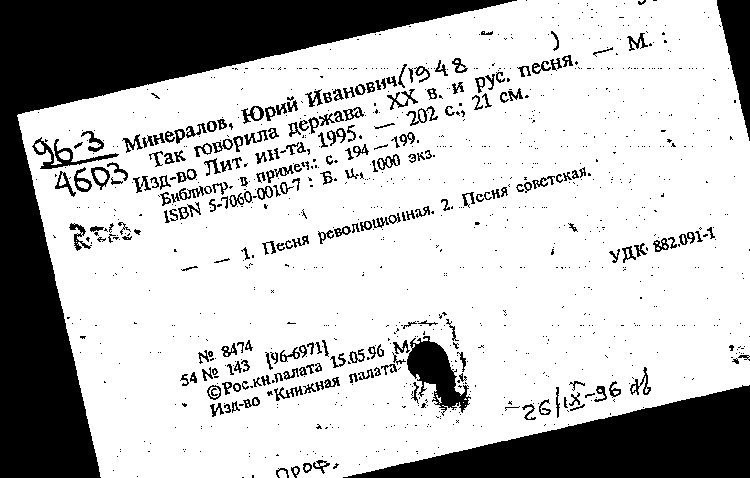 96-3
4603
Минералов, Юрий Иванович (1948 )
Так говорила держава : XX в. и рус. песня. — М. :
Изд-во Лит. ин-та, 1995. — 202 с.; 21 см.
Библиогр. в примеч.: с. 194 — 199.
ISBN 5-7060-0010-7 : Б. ц., 1000 экз.
— — 1. Песня революционная. 2. Песня советская.
УДК 882.091-1
№ 8474
54 № 143 [96-6971]
©Рос.кн.палата 15.05.96
Изд-во "Книжная палата"
26/IX-96
проф.